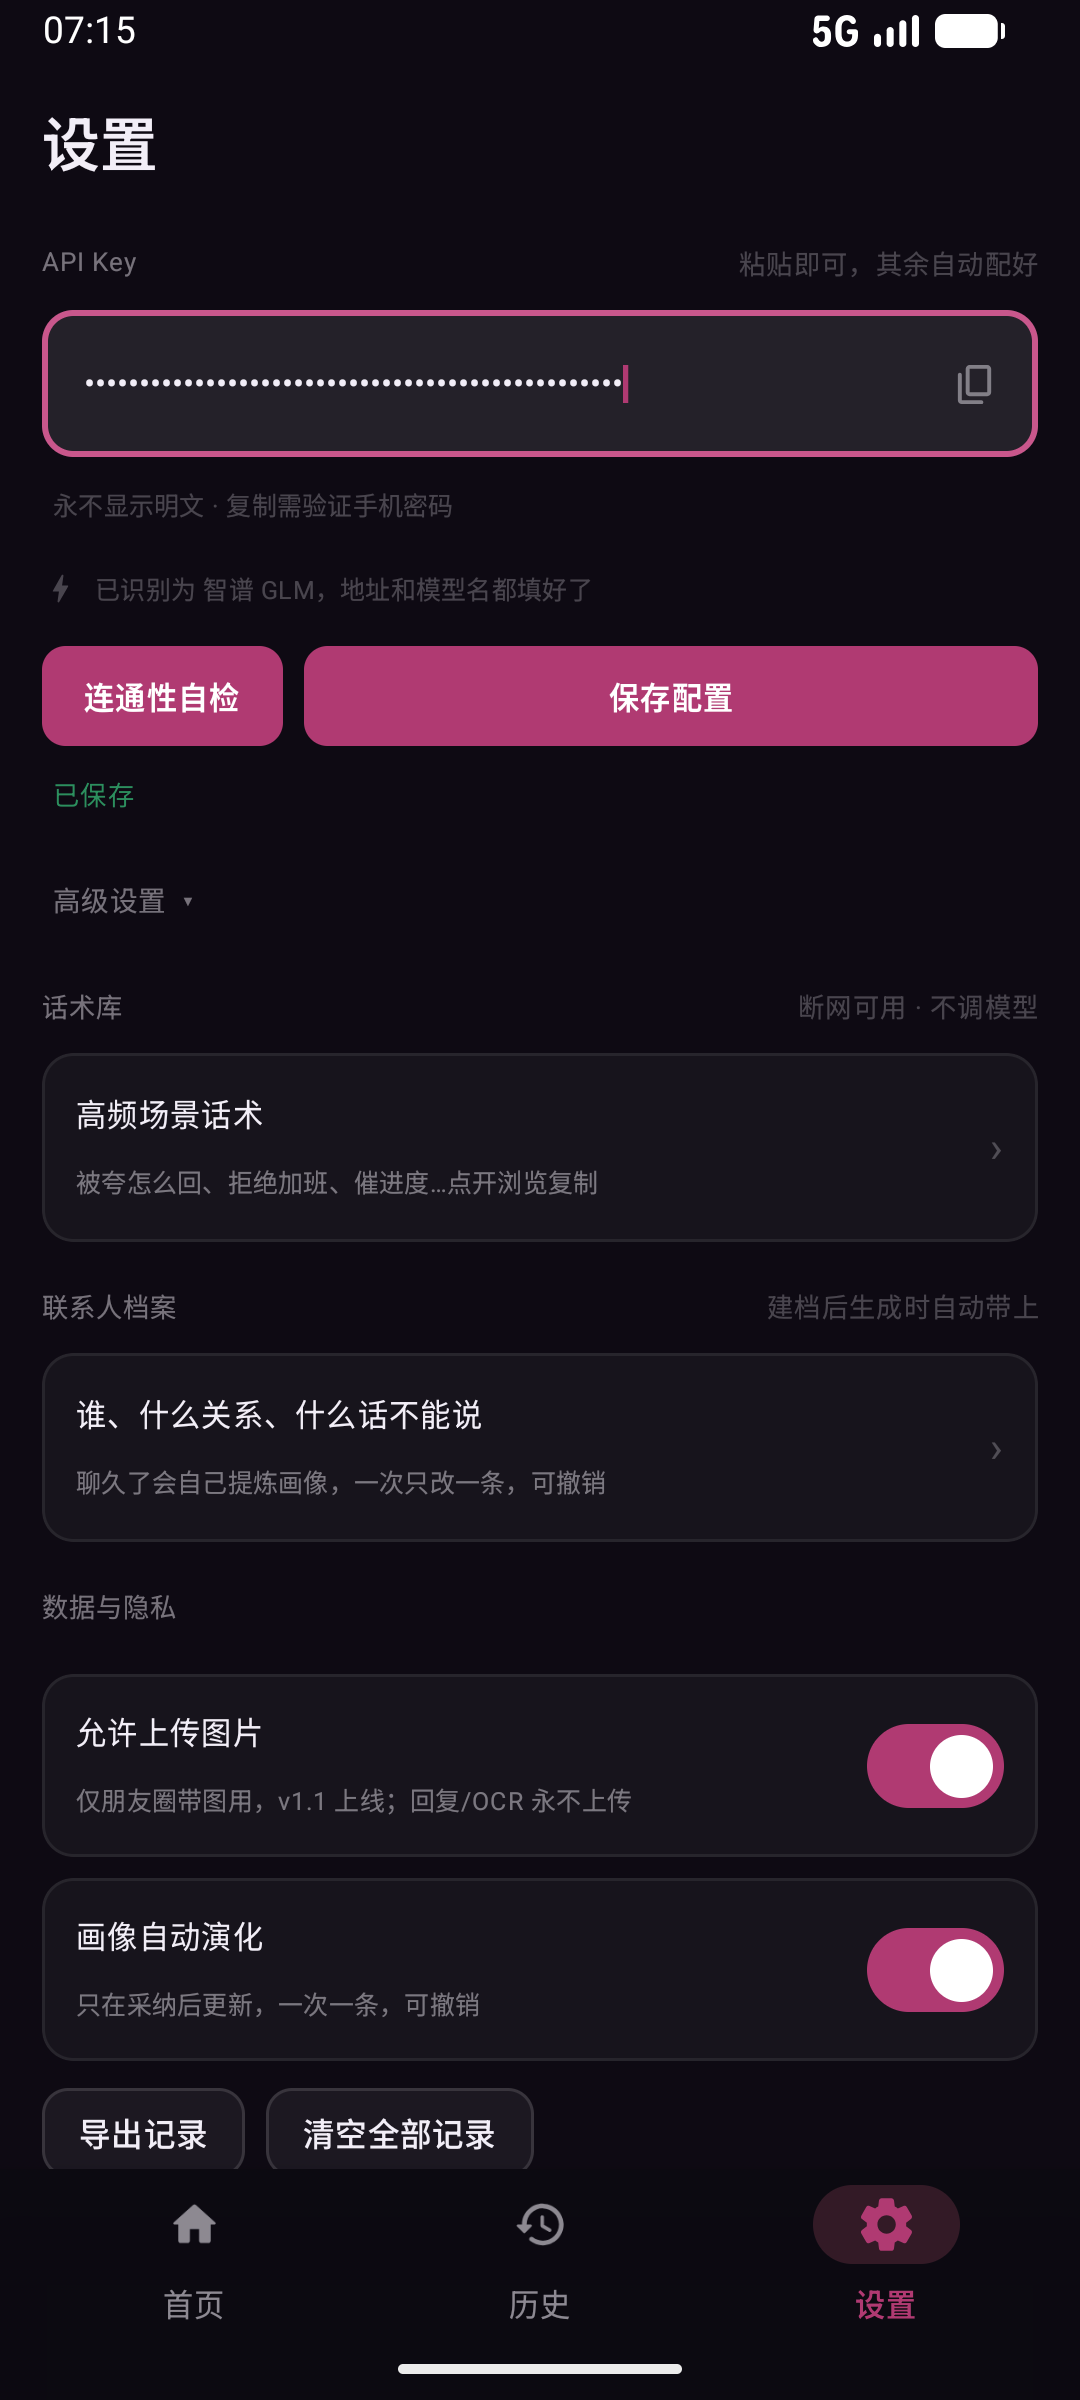 07:15
5G
设置
API Key
粘贴即可，其余自动配好
•••••••••••••••••••••••••••••••••••••••••••••••••
永不显示明文 · 复制需验证手机密码
已识别为 智谱 GLM，地址和模型名都填好了
连通性自检
保存配置
已保存
高级设置 ▾
话术库
断网可用 · 不调模型
高频场景话术
被夸怎么回、拒绝加班、催进度…点开浏览复制
›
联系人档案
建档后生成时自动带上
谁、什么关系、什么话不能说
聊久了会自己提炼画像，一次只改一条，可撤销
›
数据与隐私
允许上传图片
仅朋友圈带图用，v1.1 上线；回复/OCR 永不上传
画像自动演化
只在采纳后更新，一次一条，可撤销
导出记录
清空全部记录
首页
历史
设置